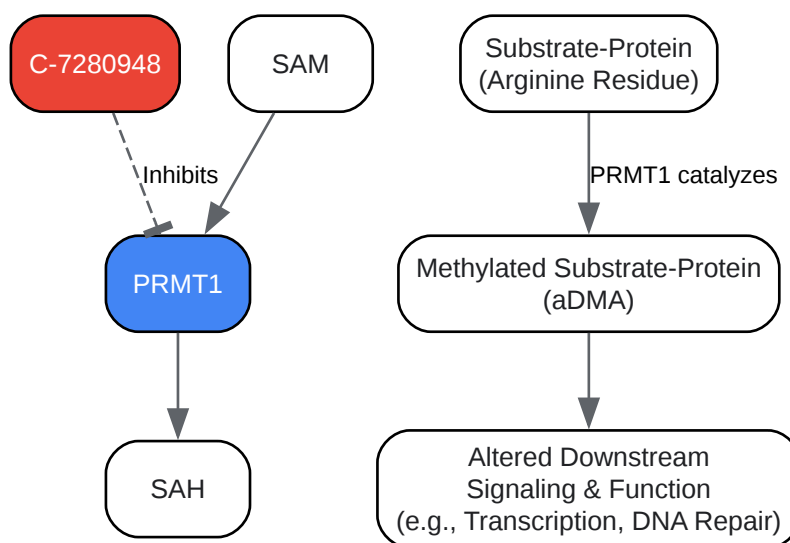 C-7280948
SAM
Substrate-Protein
(Arginine Residue)
Inhibits
PRMT1 catalyzes
PRMT1
Methylated Substrate-Protein
(aDMA)
SAH
Altered Downstream
Signaling & Function
(e.g., Transcription, DNA Repair)